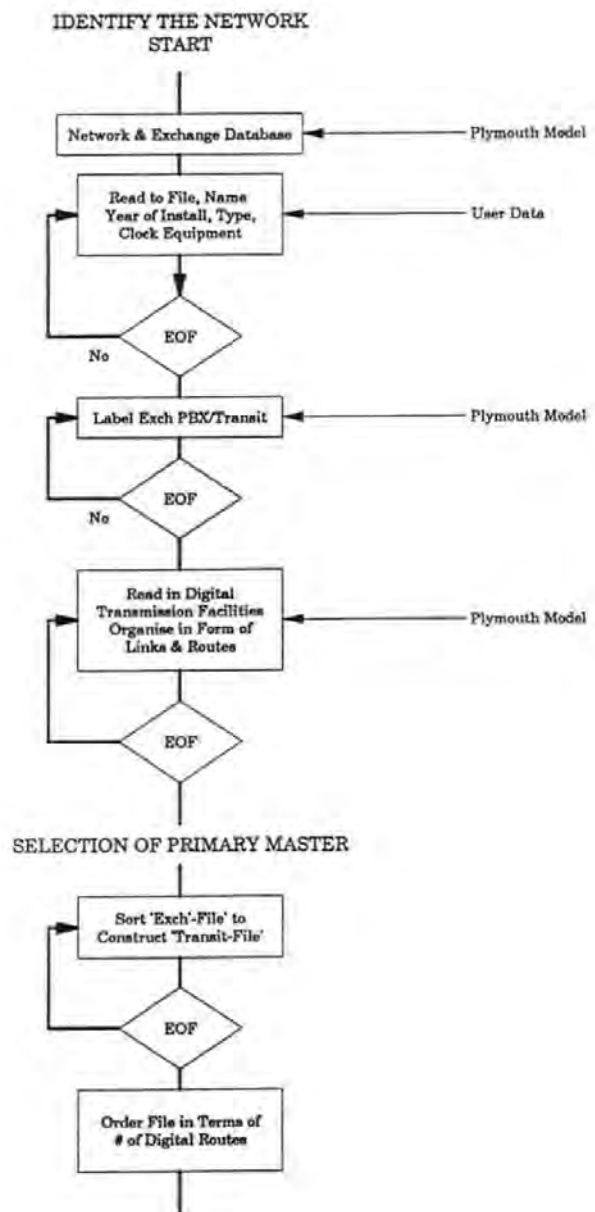 IDENTIFY THE NETWORK
START
Network & Exchange Database
Plymouth Model
Read to File, Name
Year of Install, Type,
Clock Equipment
User Data
EOF
No
Label Exch PBX/Transit
Plymouth Model
EOF
No
Read in Digital
Transmission Facilities
Organise in Form of
Links & Routes
Plymouth Model
EOF
SELECTION OF PRIMARY MASTER
Sort 'Exch'-File' to
Construct 'Transit-File'
EOF
Order File in Terms of
# of Digital Routes